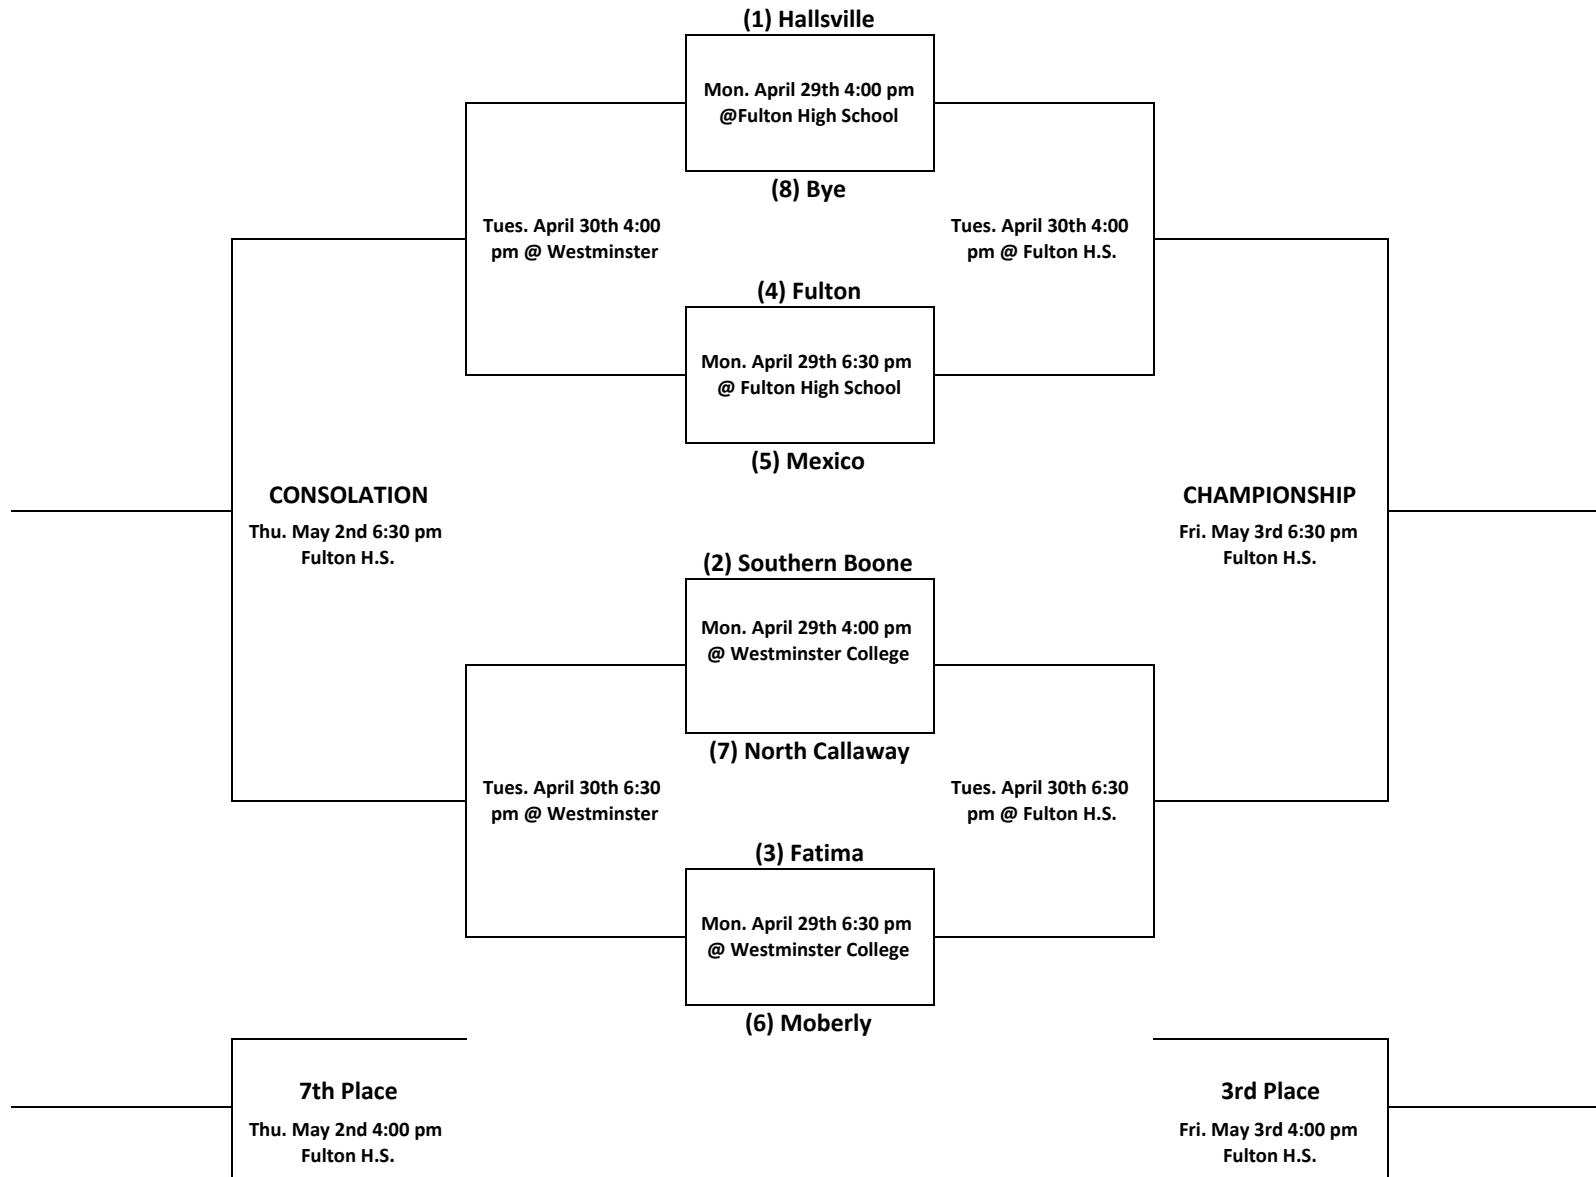 (1) Hallsville
Mon. April 29th 4:00 pm
@Fulton High School
(8) Bye
Tues. April 30th 4:00
pm @ Westminster
Tues. April 30th 4:00
pm @ Fulton H.S.
(4) Fulton
Mon. April 29th 6:30 pm
@ Fulton High School
(5) Mexico
CONSOLATION
Thu. May 2nd 6:30 pm
Fulton H.S.
CHAMPIONSHIP
Fri. May 3rd 6:30 pm
Fulton H.S.
(2) Southern Boone
Mon. April 29th 4:00 pm
@ Westminster College
(7) North Callaway
Tues. April 30th 6:30
pm @ Westminster
Tues. April 30th 6:30
pm @ Fulton H.S.
(3) Fatima
Mon. April 29th 6:30 pm
@ Westminster College
(6) Moberly
7th Place
Thu. May 2nd 4:00 pm
Fulton H.S.
3rd Place
Fri. May 3rd 4:00 pm
Fulton H.S.